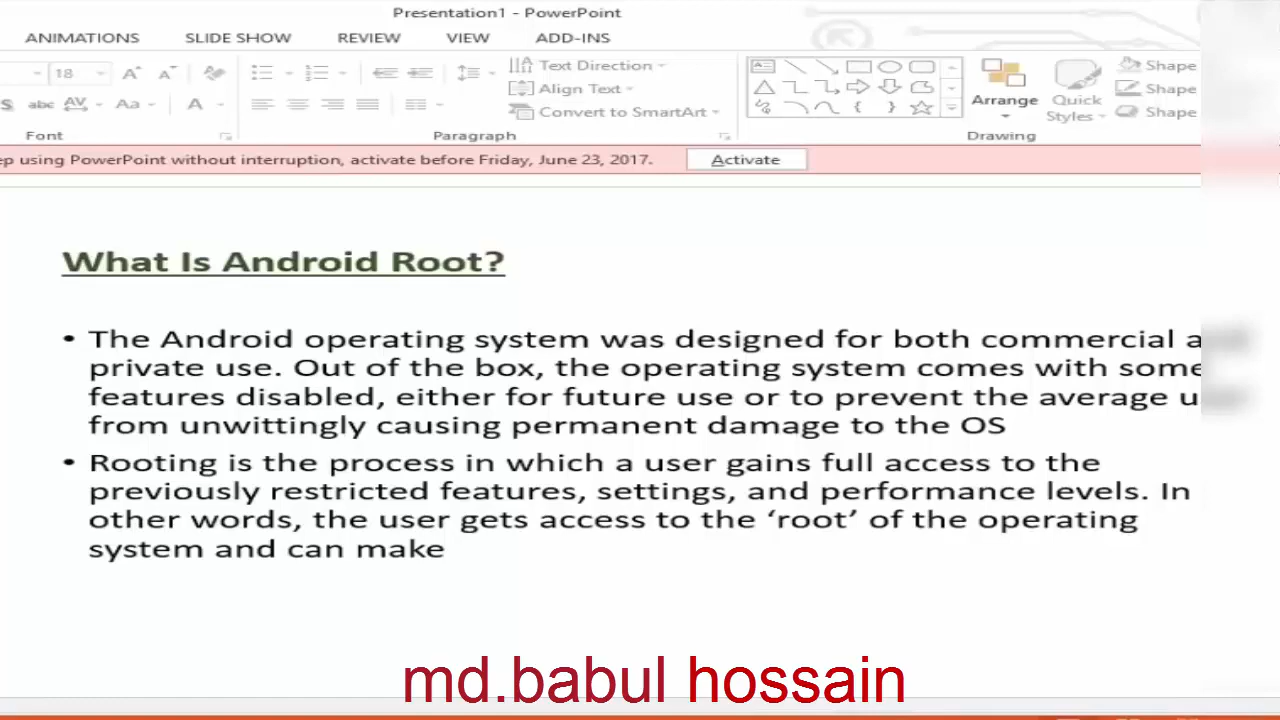 Presentation1 - PowerPoint
ANIMATIONS SLIDE SHOW REVIEW VIEW ADD-INS
18 A A Text Direction Shape
S abc AV Aa A Align Text Arrange Quick Styles Shape
Convert to SmartArt Shape
Font Paragraph Drawing
using PowerPoint without interruption, activate before Friday, June 23, 2017. Activate
What Is Android Root?
• The Android operating system was designed for both commercial
private use. Out of the box, the operating system comes with some
features disabled, either for future use or to prevent the average
from unwittingly causing permanent damage to the OS
• Rooting is the process in which a user gains full access to the
previously restricted features, settings, and performance levels. In
other words, the user gets access to the ‘root’ of the operating
system and can make
md.babul hossain